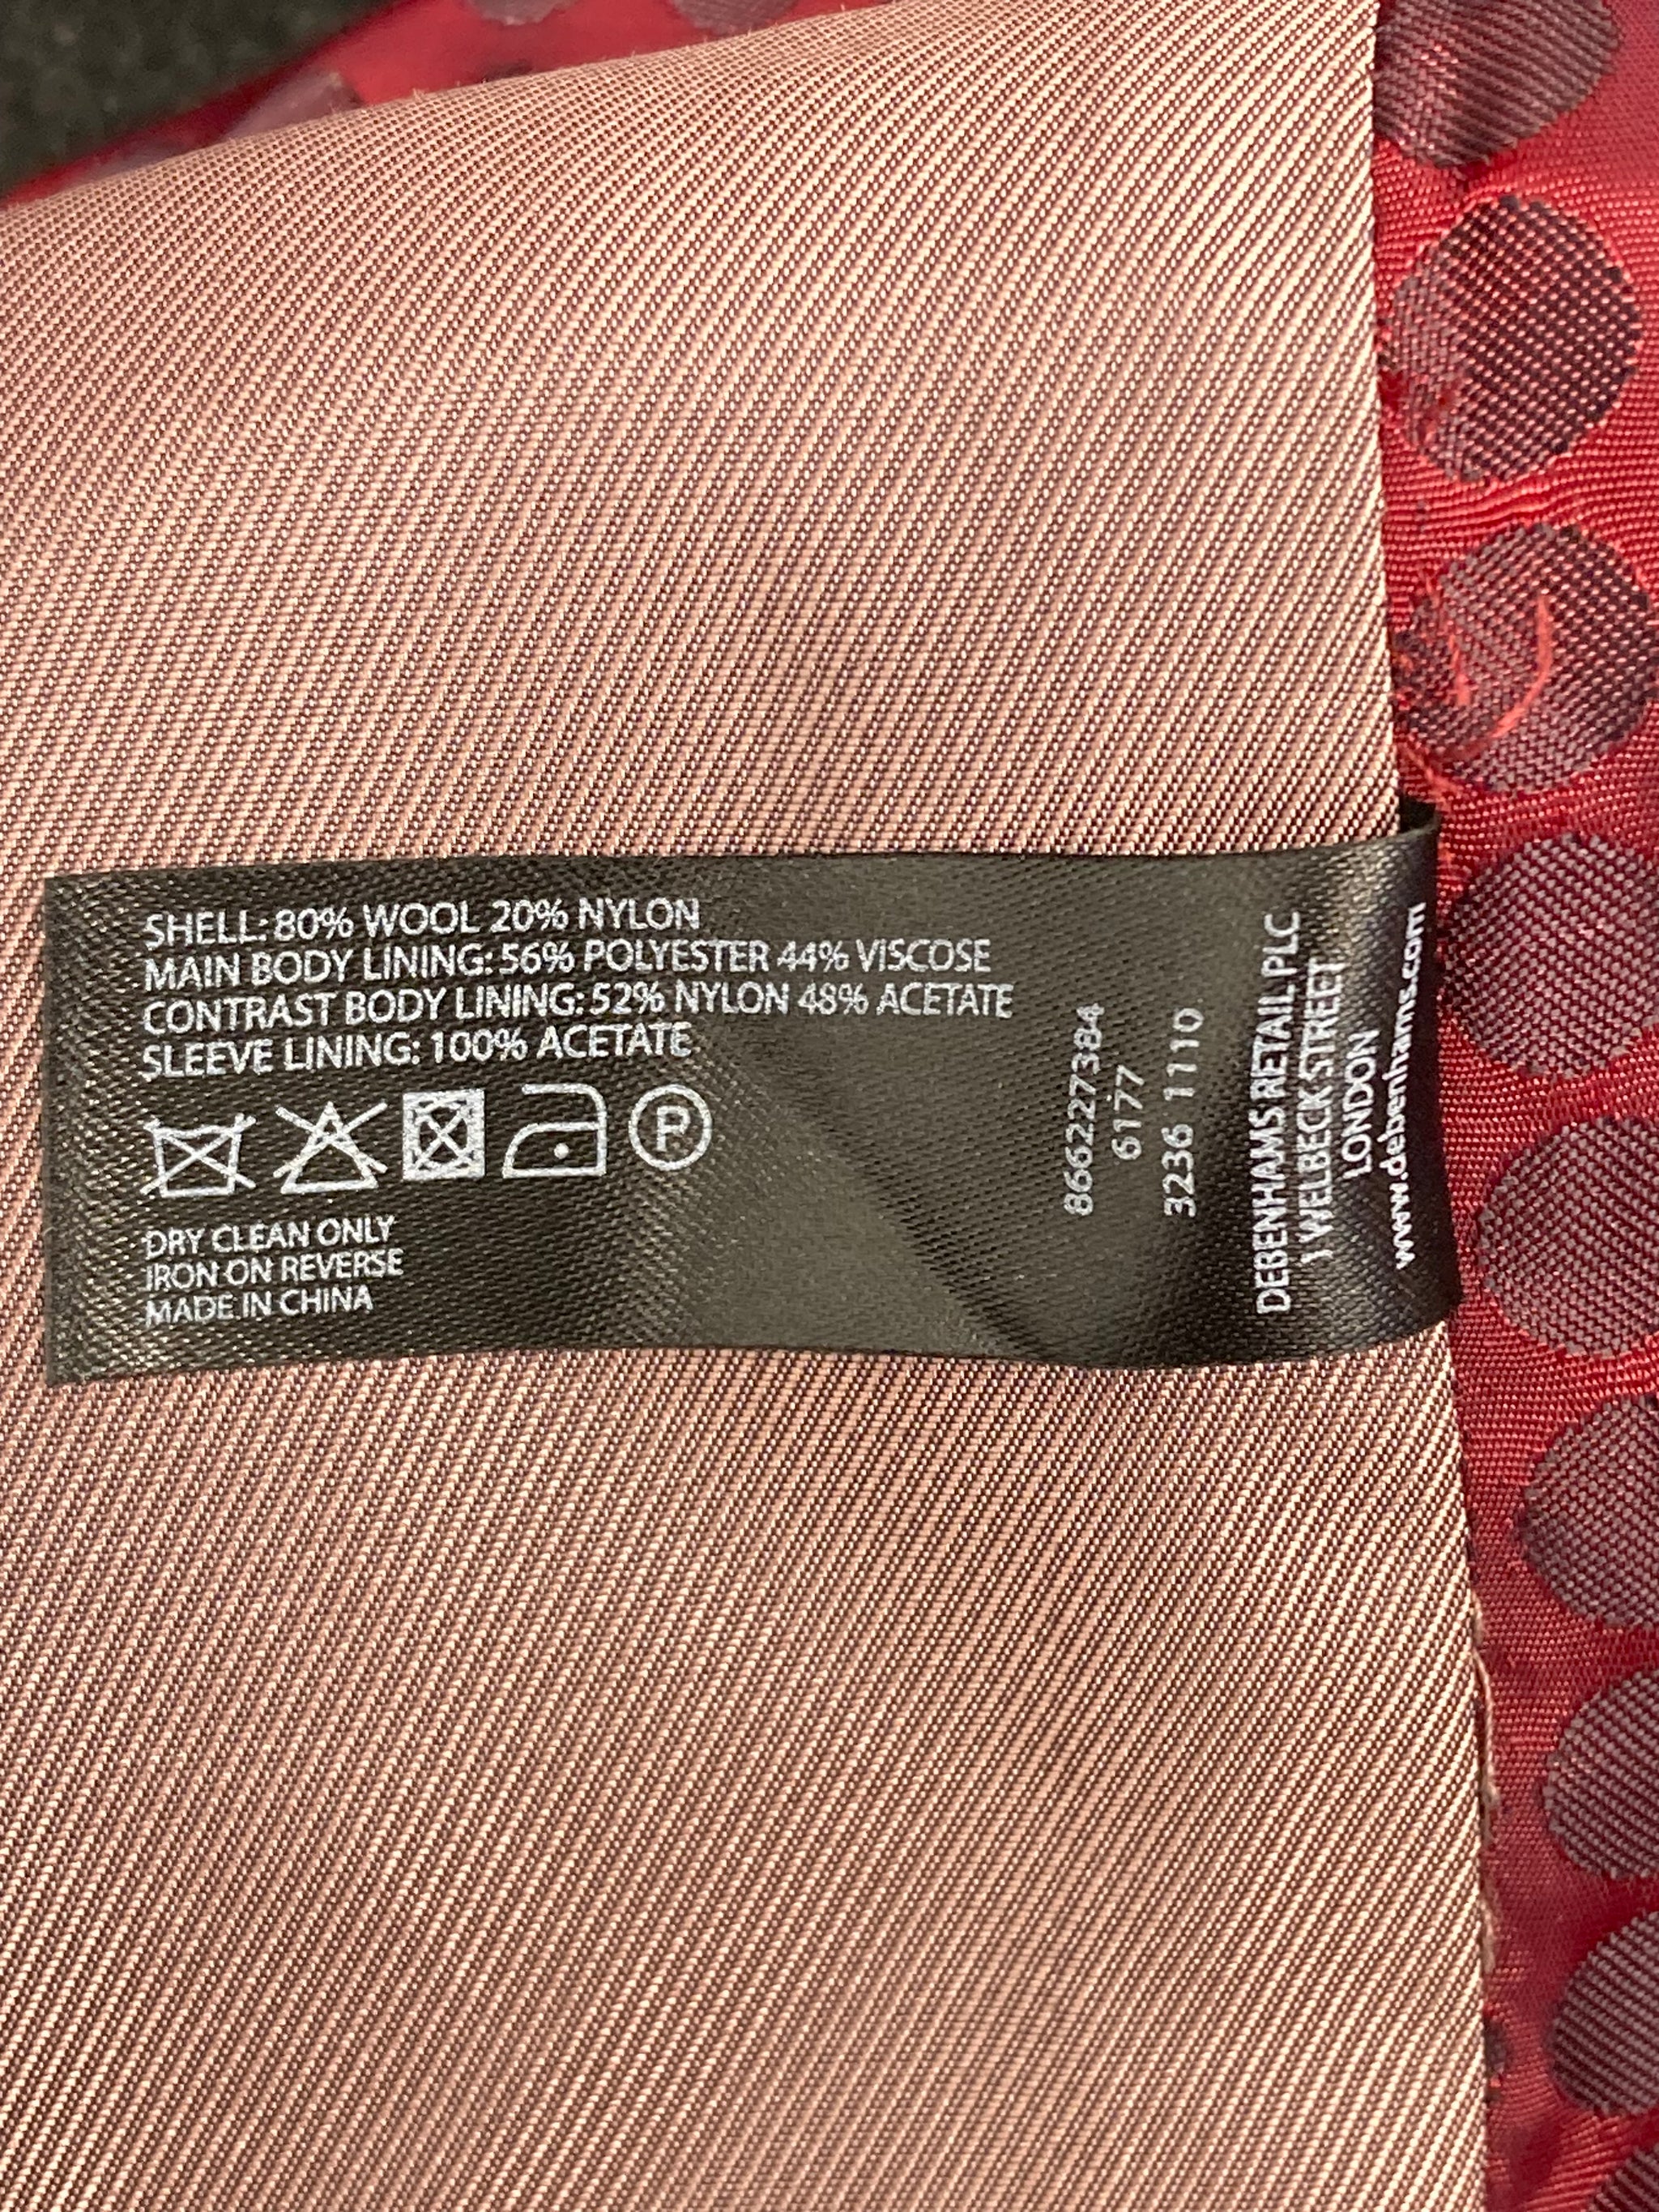 SHELL: 80% WOOL 20% NYLON
MAIN BODY LINING: 56% POLYESTER 44% VISCOSE
CONTRAST BODY LINING: 52% NYLON 48% ACETATE
SLEEVE LINING: 100% ACETATE
P
DRY CLEAN ONLY
IRON ON REVERSE
MADE IN CHINA
866227384
6177
3236 1110
DEBENHAMS RETAIL PLC
1 WELBECK STREET
LONDON
www.debenhams.com